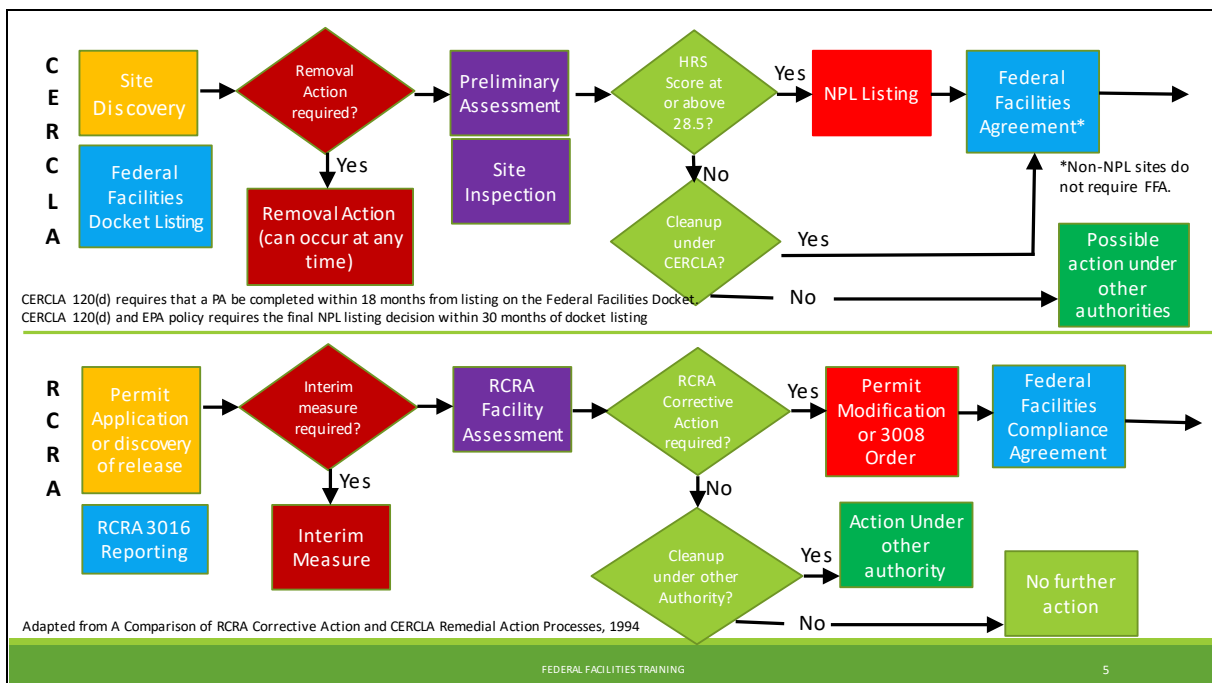 C
E
R
C
L
A
Site
Discovery
Federal
Facilities
Docket Listing
Removal
Action
required?
Yes
Removal Action
(can occur at any
time)
Preliminary
Assessment
Site
Inspection
HRS
Score at
or above
28.5?
Yes
No
NPL Listing
Federal
Facilities
Agreement*
*Non-NPL sites do
not require FFA.
Cleanup
under
CERCLA?
Yes
No
Possible
action under
other
authorities
CERCLA 120(d) requires that a PA be completed within 18 months from listing on the Federal Facilities Docket.
CERCLA 120(d) and EPA policy requires the final NPL listing decision within 30 months of docket listing
R
C
R
A
Permit
Application
or discovery
of release
RCRA 3016
Reporting
Interim
measure
required?
Yes
Interim
Measure
RCRA
Facility
Assessment
RCRA
Corrective
Action
required?
Yes
No
Permit
Modification
or 3008
Order
Federal
Facilities
Compliance
Agreement
Cleanup
under other
Authority?
Yes
No
Action Under
other
authority
No further
action
Adapted from A Comparison of RCRA Corrective Action and CERCLA Remedial Action Processes, 1994
FEDERAL FACILITIES TRAINING
5